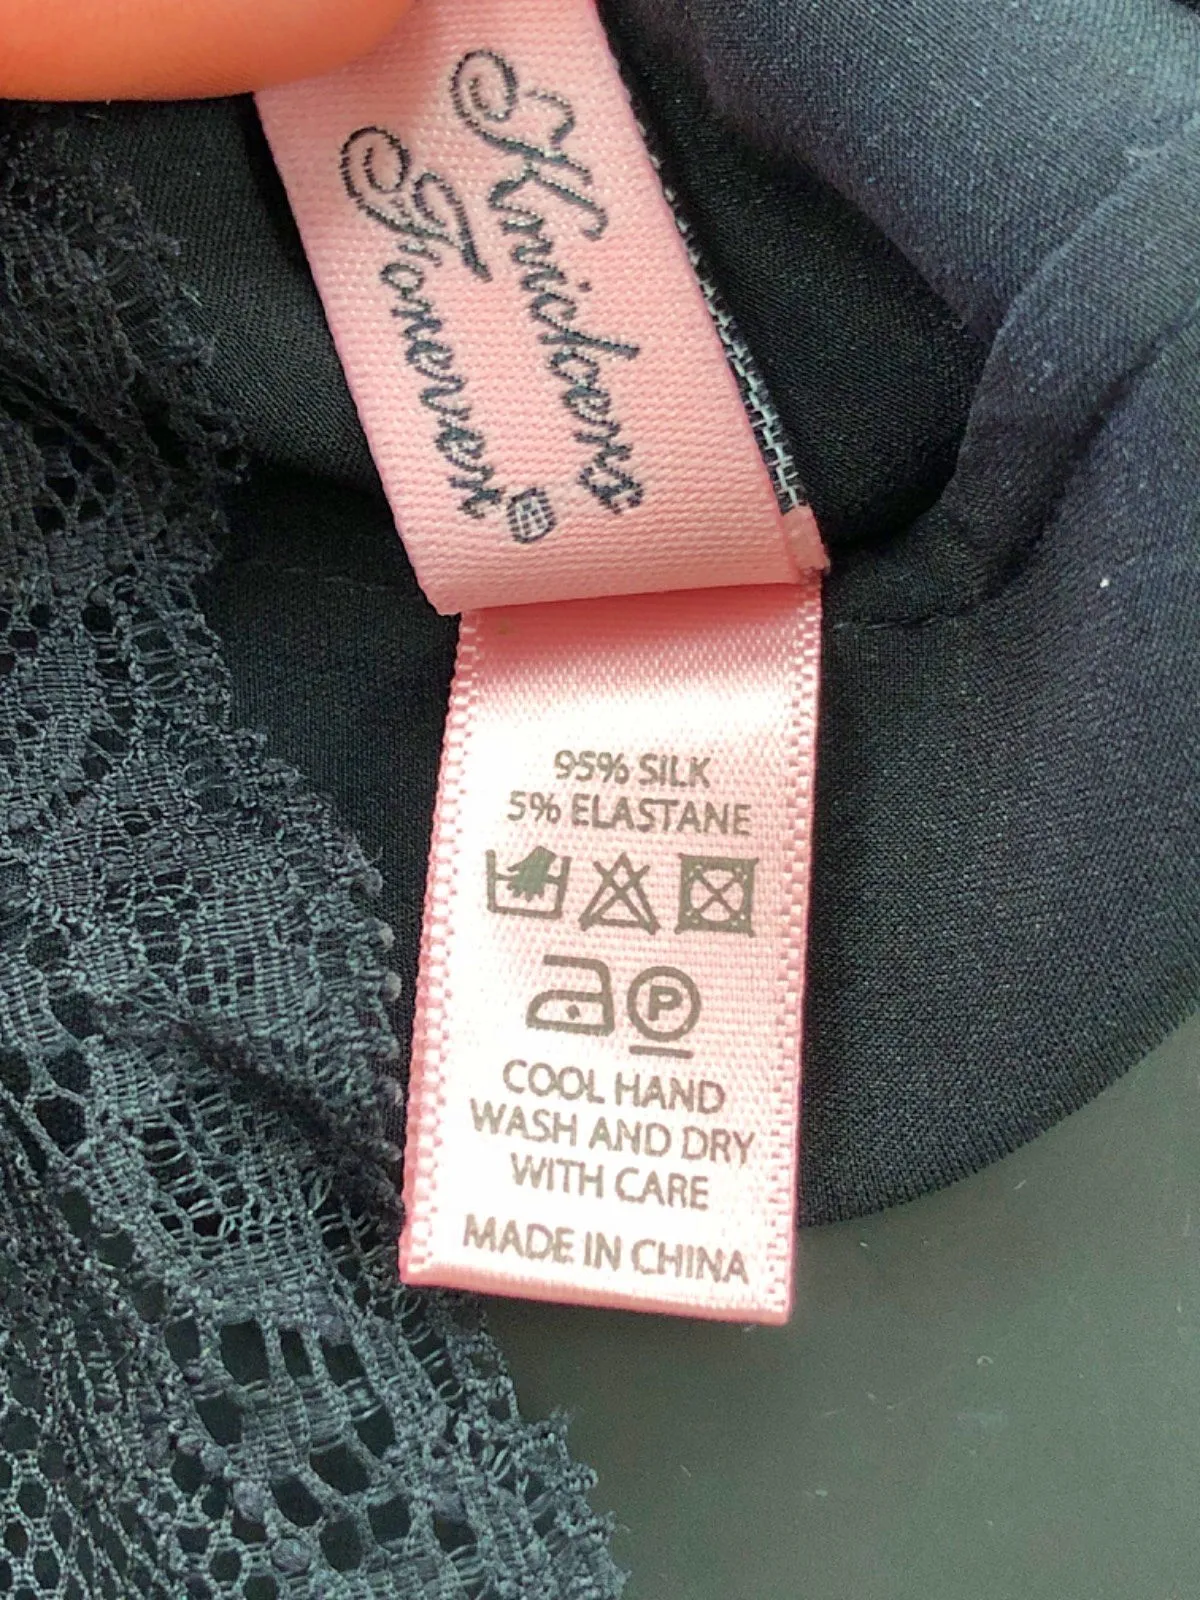 Knickers
Forever
95% SILK
5% ELASTANE
P
COOL HAND
WASH AND DRY
WITH CARE
MADE IN CHINA